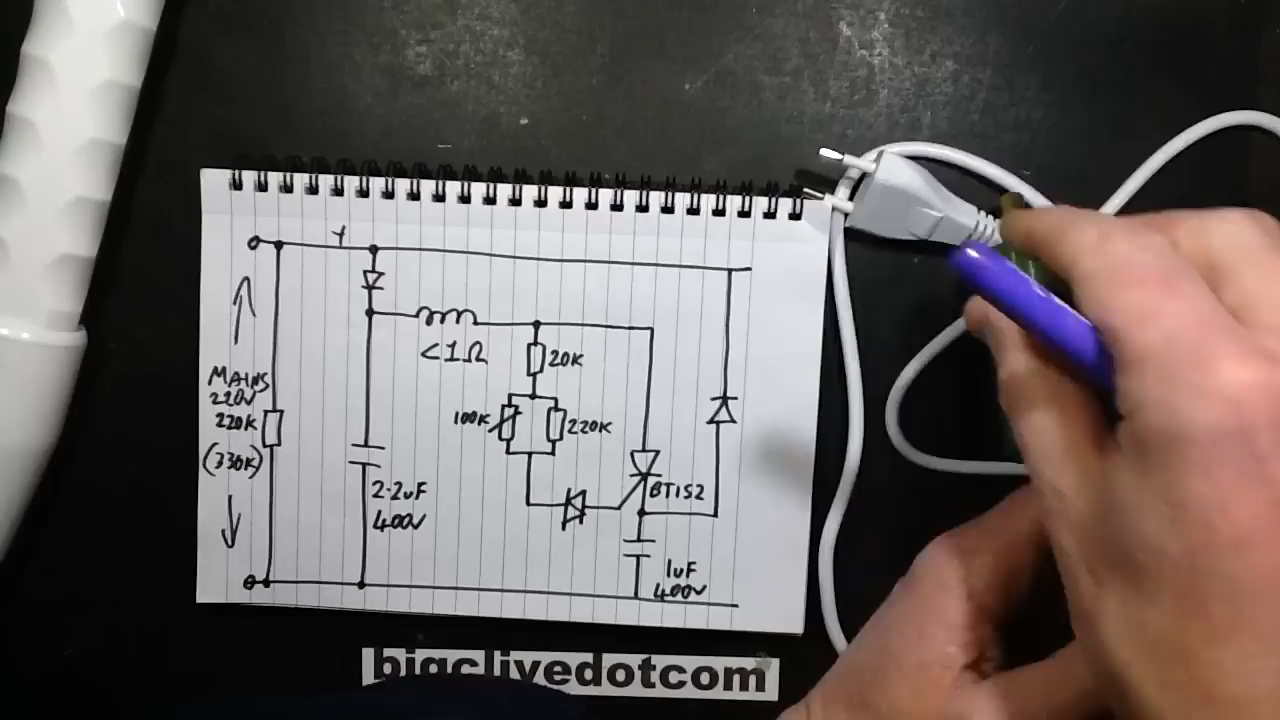 +
<1Ω
20K
MAINS
220V
220K
(330K)
100K
220K
BT152
2·2uF
400V
1uF
400V
bigclivedotcom